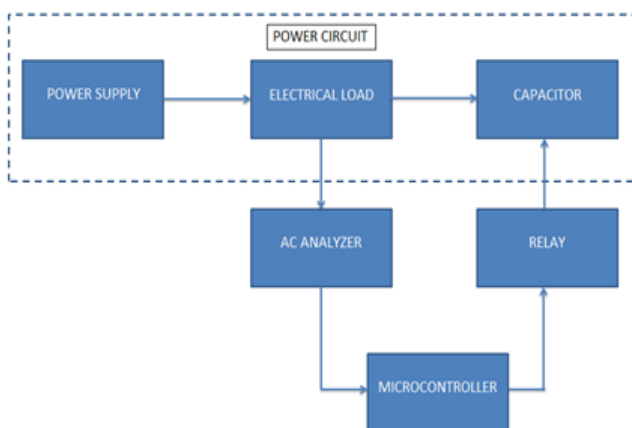 POWER CIRCUIT
POWER SUPPLY
ELECTRICAL LOAD
CAPACITOR
AC ANALYZER
RELAY
MICROCONTROLLER